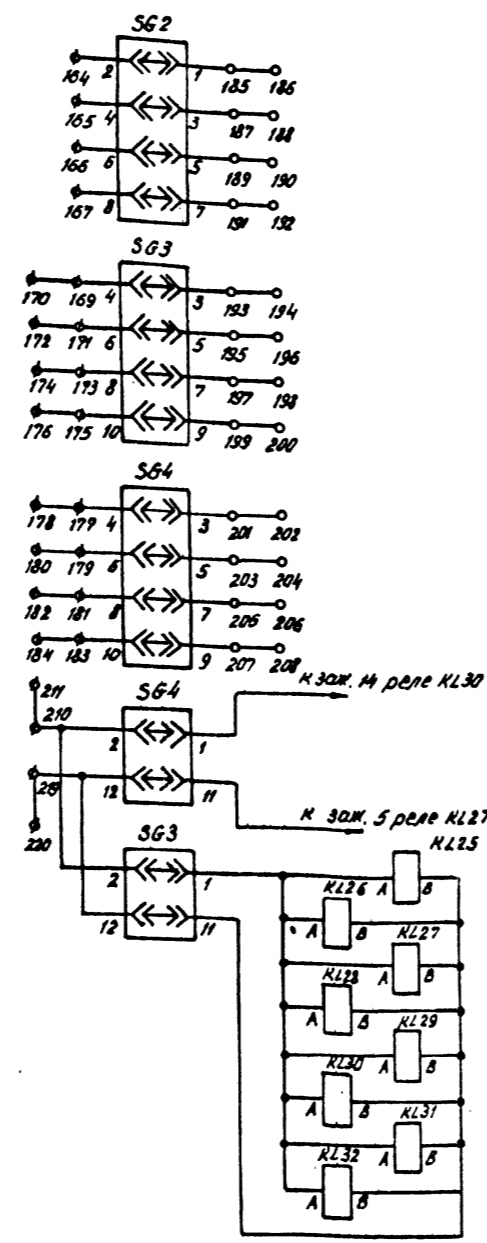 SG2
164 2 1 185 186
165 4 3 187 188
166 6 5 189 190
167 8 7 191 192
SG3
170 169 4 3 193 194
172 171 6 5 195 196
174 173 8 7 197 198
176 175 10 9 199 200
SG4
178 177 4 3 201 202
180 179 6 5 203 204
182 181 8 7 205 206
184 183 10 9 207 208
211
SG4
к заж. 14 реле KL30
210 2 1
219 12 11
к заж. 5 реле KL27
220
SG3
KL25
2 1 А В
KL26
12 11 А В
KL27
А В
KL28
А В
KL29
А В
KL30
А В
KL31
А В
KL32
А В